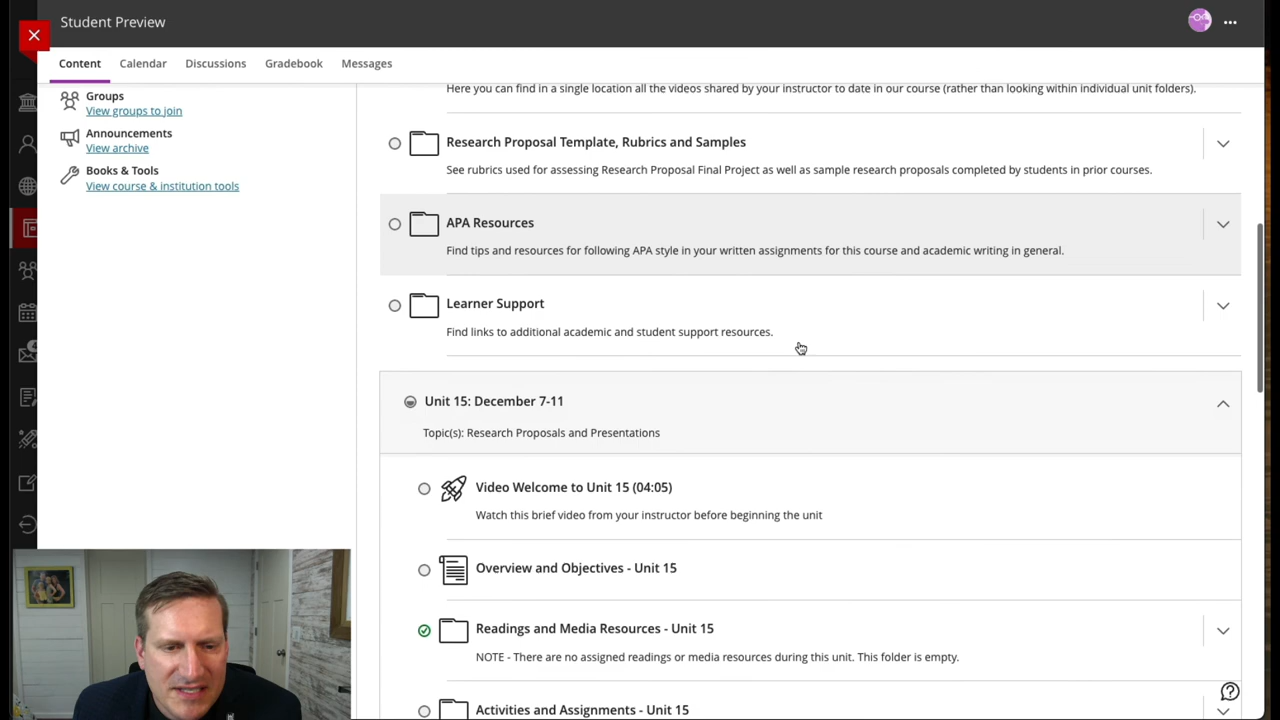 Student Preview
Content
Calendar
Discussions
Gradebook
Messages
Groups
View groups to join
Announcements
View archive
Books & Tools
View course & institution tools
Here you can find in a single location all the videos shared by your instructor to date in our course (rather than looking within individual unit folders).
Research Proposal Template, Rubrics and Samples
See rubrics used for assessing Research Proposal Final Project as well as sample research proposals completed by students in prior courses.
APA Resources
Find tips and resources for following APA style in your written assignments for this course and academic writing in general.
Learner Support
Find links to additional academic and student support resources.
Unit 15: December 7-11
Topic(s): Research Proposals and Presentations
Video Welcome to Unit 15 (04:05)
Watch this brief video from your instructor before beginning the unit
Overview and Objectives - Unit 15
Readings and Media Resources - Unit 15
NOTE - There are no assigned readings or media resources during this unit. This folder is empty.
Activities and Assignments - Unit 15